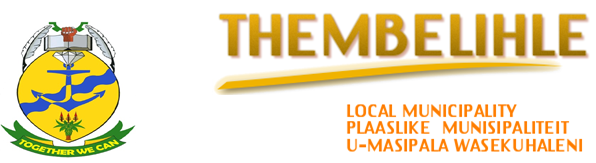 TOGETHER WE CAN
THEMBELIHLE
LOCAL MUNICIPALITY
PLAASLIKE MUNISIPALITEIT
U-MASIPALA WASEKUHALENI